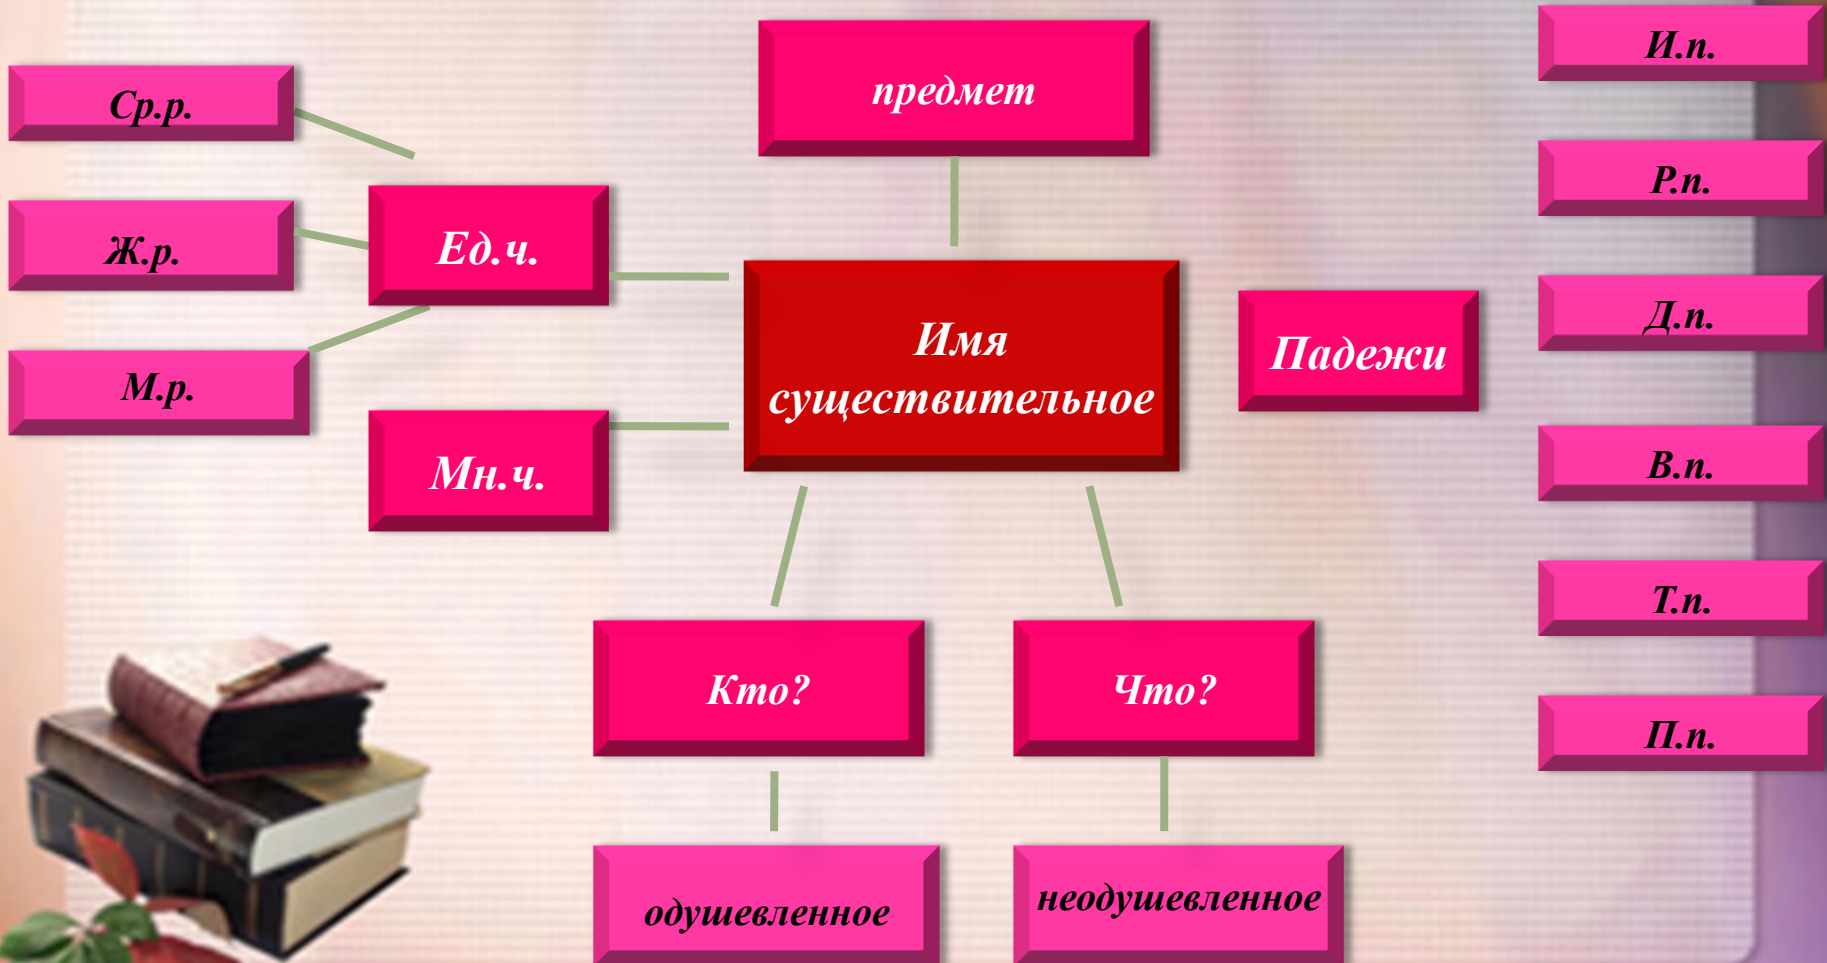 предмет
Ср.р.
Ж.р.
М.р.
Ед.ч.
Мн.ч.
Имя
существительное
Падежи
И.п.
Р.п.
Д.п.
В.п.
Т.п.
П.п.
Кто?
Что?
одушевленное
неодушевленное